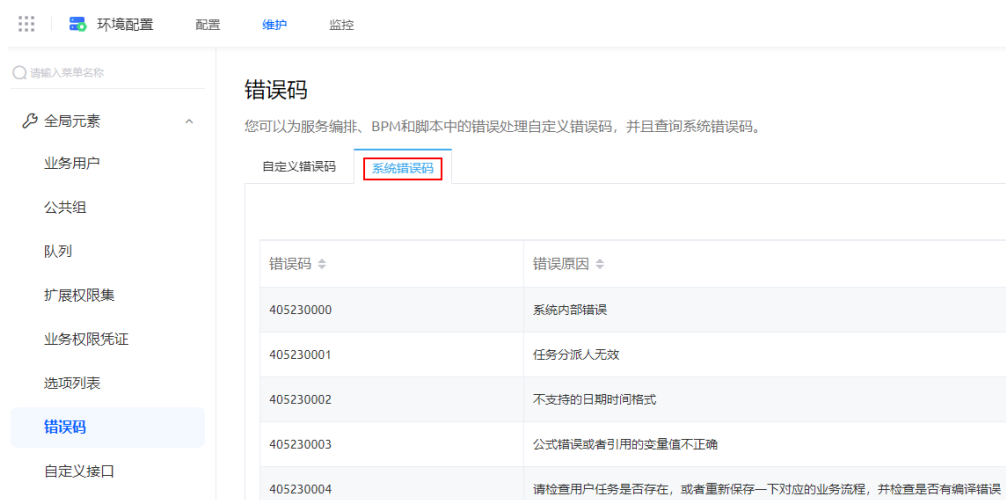 环境配置 配置 维护 监控
请输入菜单名称
全局元素
业务用户
公共组
队列
扩展权限集
业务权限凭证
选项列表
错误码
自定义接口
错误码
您可以为服务编排、BPM和脚本中的错误处理自定义错误码，并且查询系统错误码。
自定义错误码 系统错误码
错误码 错误原因
405230000 系统内部错误
405230001 任务分派人无效
405230002 不支持的日期时间格式
405230003 公式错误或者引用的变量值不正确
405230004 请检查用户任务是否存在，或者重新保存一下对应的业务流程，并检查是否有编译错误